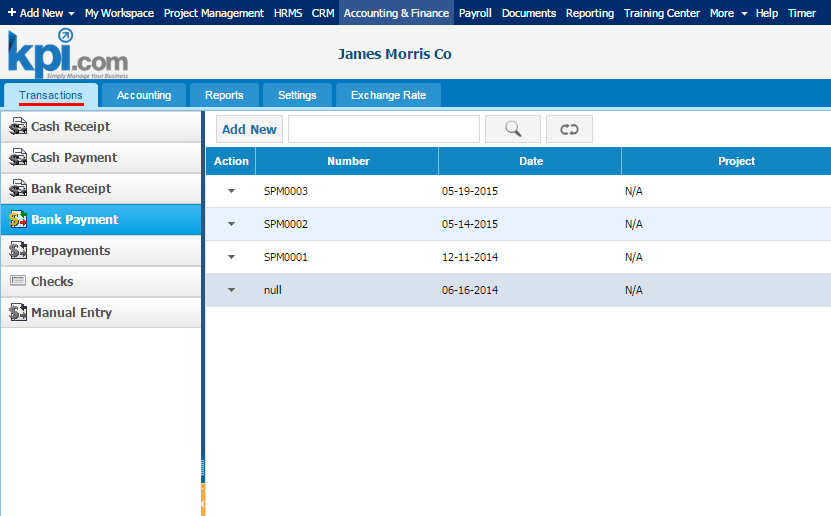 + Add New My Workspace Project Management HRMS CRM Accounting & Finance Payroll Documents Reporting Training Center More Help Timer
kpi.com
Simply Manage Your Business
James Morris Co
Transactions Accounting Reports Settings Exchange Rate
Cash Receipt
Cash Payment
Bank Receipt
Bank Payment
Prepayments
Checks
Manual Entry
Add New
Action Number Date Project
SPM0003 05-19-2015 N/A
SPM0002 05-14-2015 N/A
SPM0001 12-11-2014 N/A
null 06-16-2014 N/A